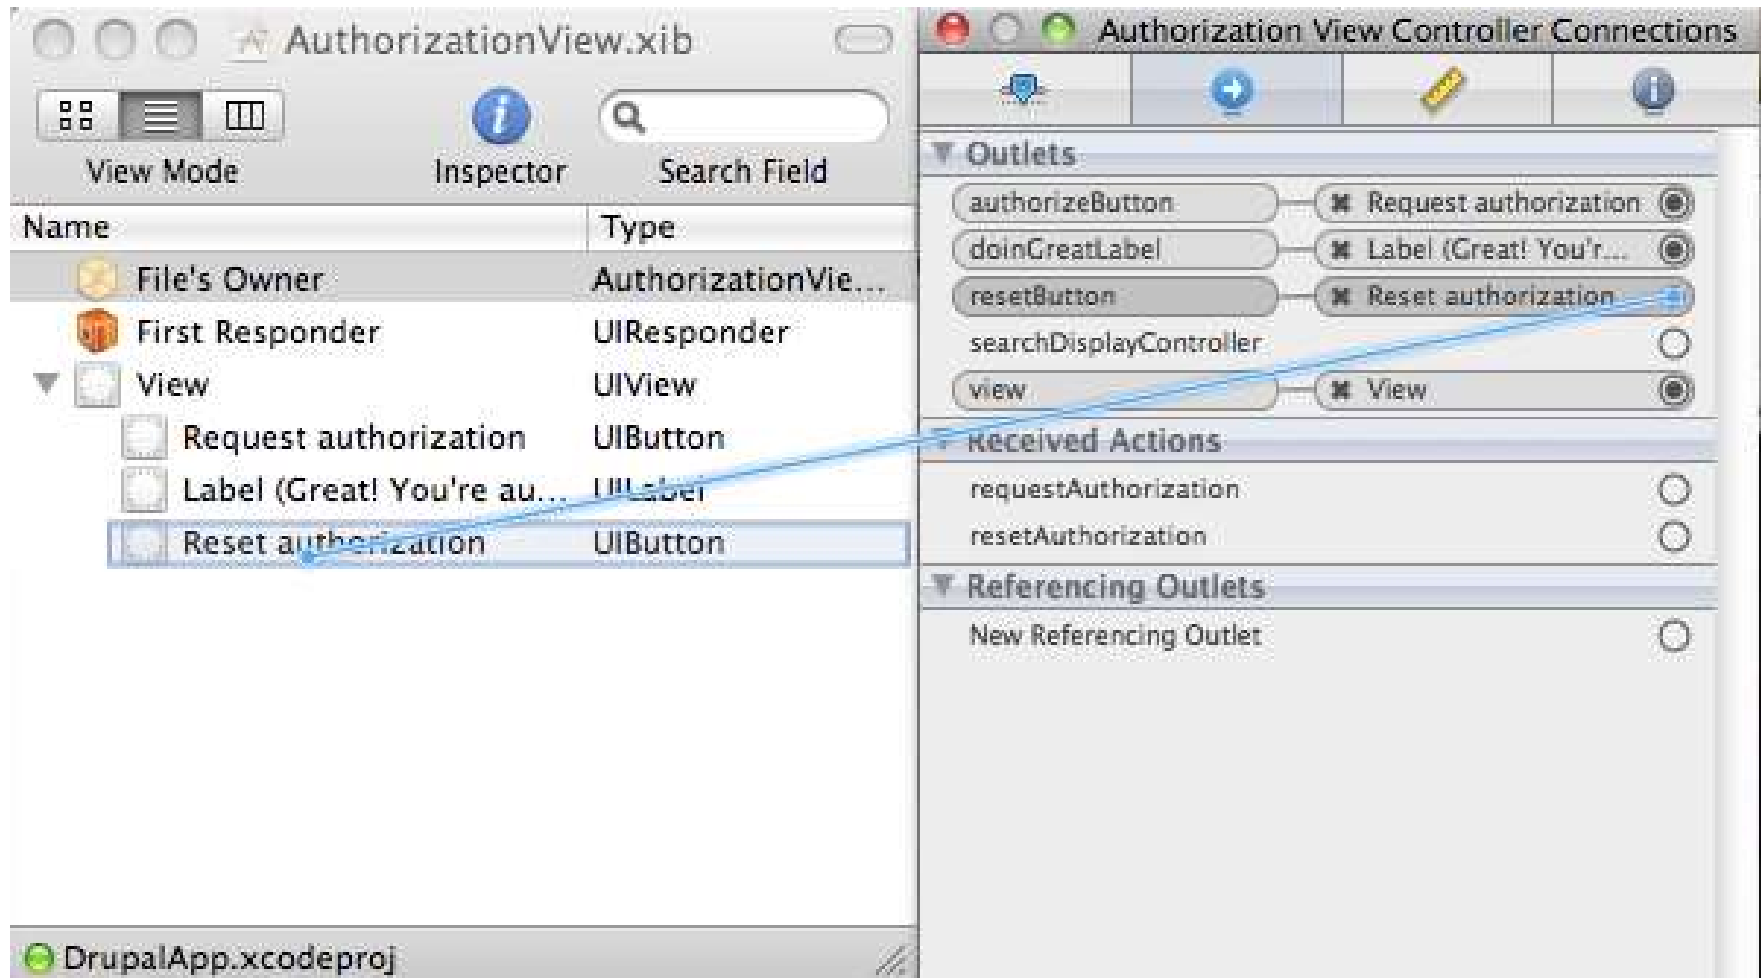 AuthorizationView.xib
View Mode
Inspector
Search Field
Name Type
File's Owner AuthorizationVie...
First Responder UIResponder
View UIView
Request authorization UIButton
Label (Great! You're au... UILabel
Reset authorization UIButton
DrupalApp.xcodeproj
Authorization View Controller Connections
Outlets
authorizeButton Request authorization
doinGreatLabel Label (Great! You'r...
resetButton Reset authorization
searchDisplayController
view View
Received Actions
requestAuthorization
resetAuthorization
Referencing Outlets
New Referencing Outlet